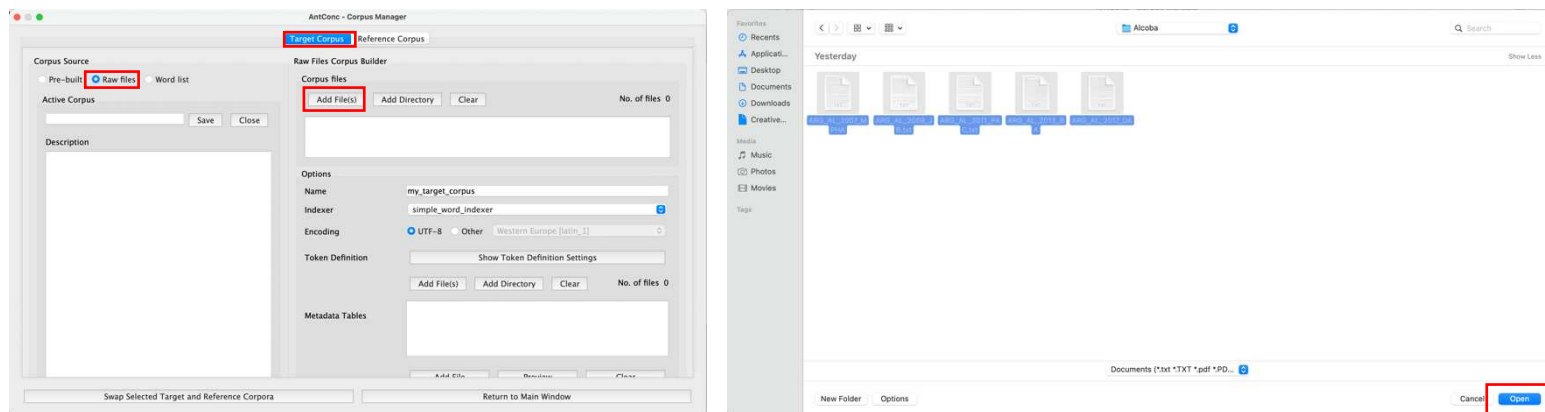 AntConc - Corpus Manager
Target Corpus Reference Corpus
Corpus Source
Pre-built Raw files Word list
Active Corpus
Save Close
Description
Raw Files Corpus Builder
Corpus files
Add File(s) Add Directory Clear No. of files 0
Options
Name my_target_corpus
Indexer simple_word_indexer
Encoding UTF-8 Other Western Europe [latin_1]
Token Definition Show Token Definition Settings
Add File(s) Add Directory Clear No. of files 0
Metadata Tables
Add File Preview Clear
Swap Selected Target and Reference Corpora Return to Main Window
Favorites
Recents
Applicati...
Desktop
Documents
Downloads
Creative...
Media
Music
Photos
Movies
Tags
Alcoba
Search
Yesterday Show Less
Documents (*.txt *.TXT *.pdf *.PD...
New Folder Options Cancel Open